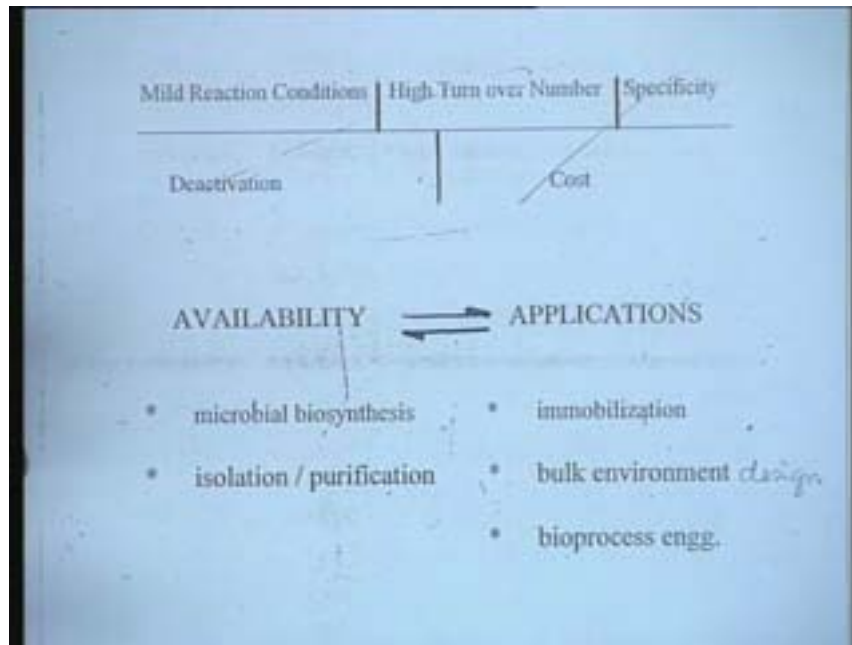 Mild Reaction Conditions High Turn over Number Specificity
Deactivation Cost
AVAILABILITY APPLICATIONS
• microbial biosynthesis • immobilization
• isolation / purification • bulk environment design
• bioprocess engg.